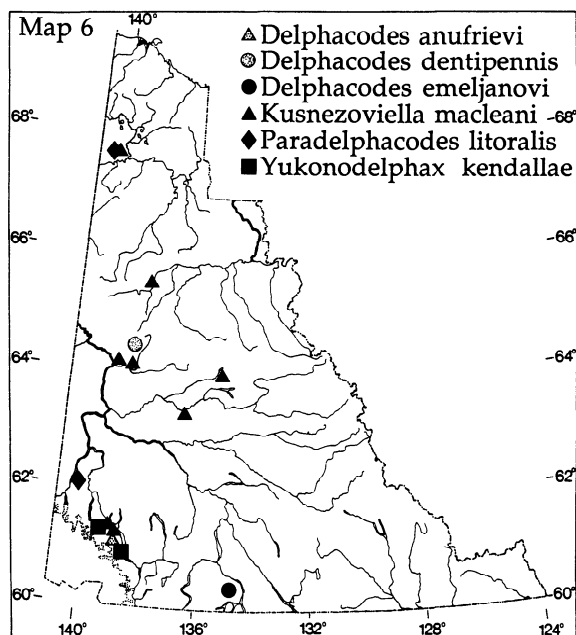 Map 6
140°
Delphacodes anufrievi
Delphacodes dentipennis
Delphacodes emeljanovi
Kusnezoviella macleani
Paradelphacodes litoralis
Yukonodelphax kendallae
68°
68°
66°
66°
64°
64°
62°
62°
60°
60°
140°
136°
132°
128°
124°